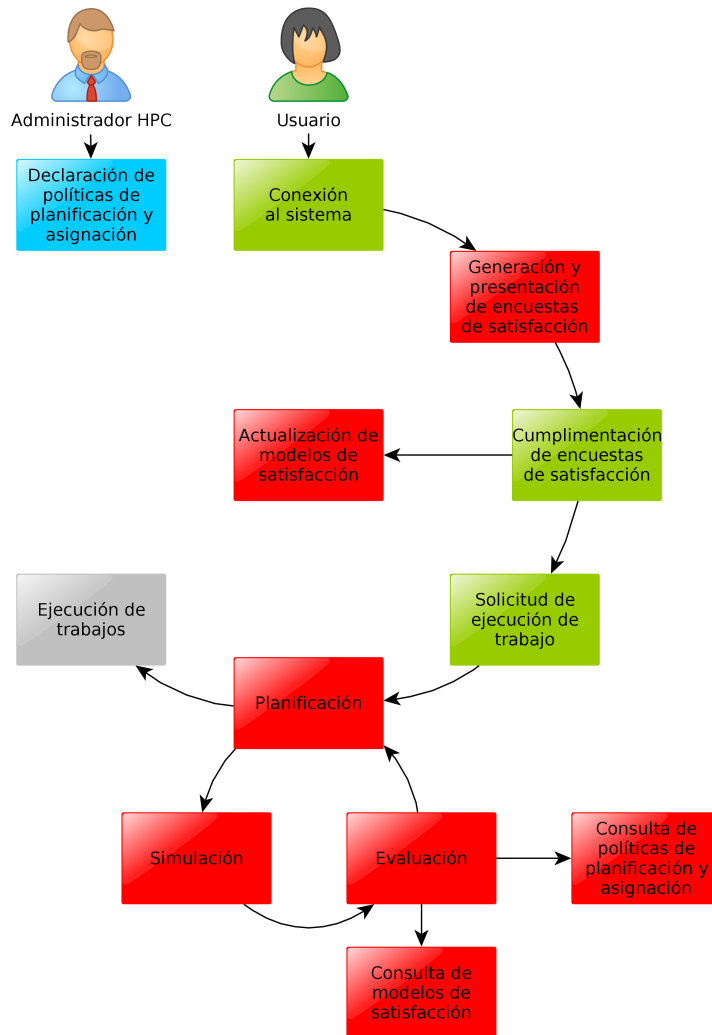 Administrador HPC
Usuario
Declaración de
políticas de
planificación y
asignación
Conexión
al sistema
Generación y
presentación
de encuestas
de satisfacción
Actualización de
modelos de
satisfacción
Cumplimentación
de encuestas
de satisfacción
Ejecución de
trabajos
Solicitud de
ejecución de
trabajo
Planificación
Simulación
Evaluación
Consulta de
políticas de
planificación y
asignación
Consulta de
modelos de
satisfacción